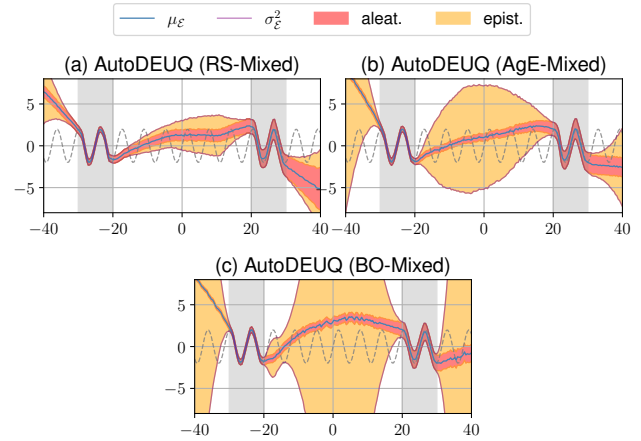 μ_ℰ σ²_ℰ aleat. epist.
(a) AutoDEUQ (RS-Mixed) (b) AutoDEUQ (AgE-Mixed)
5
0
−5
−40 −20 0 20 40
5
0
−5
−40 −20 0 20 40
(c) AutoDEUQ (BO-Mixed)
5
0
−5
−40 −20 0 20 40